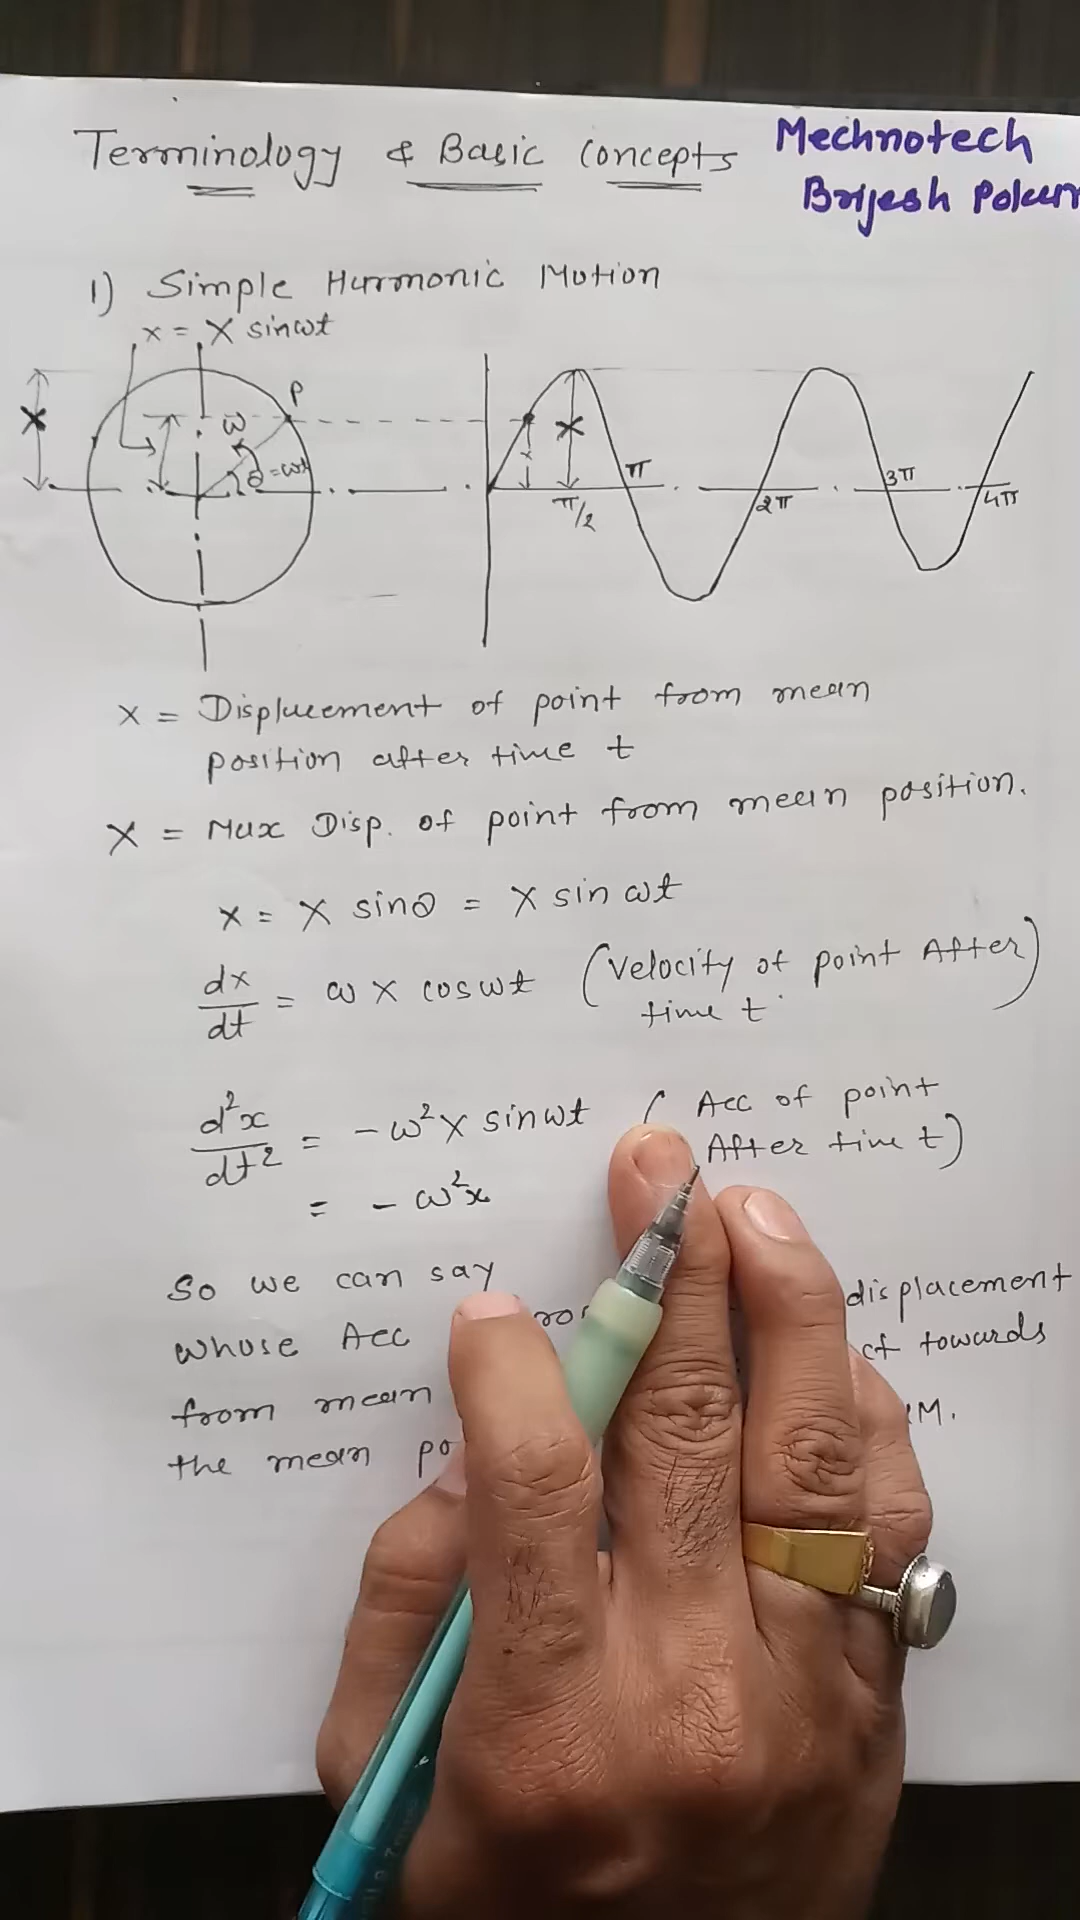 Terminology & Basic Concepts
Mechnotech
Brijesh
1) Simple Harmonic Motion
x = X sinωt
P
X
ω
θ=ωt
x
X
π/2
π
2π
3π
4π
x = Displacement of point from mean
position after time t
X = Max Disp. of point from mean position.
x = X sinθ = X sin ωt
dx/dt = ω X cosωt (Velocity of point After
time t
)
d²x/dt² = -ω²X sinωt ( Acc of point
After time t)
= -ω²x
So we can say
displacement
whose Acc
towards
from mean
M.
the mean